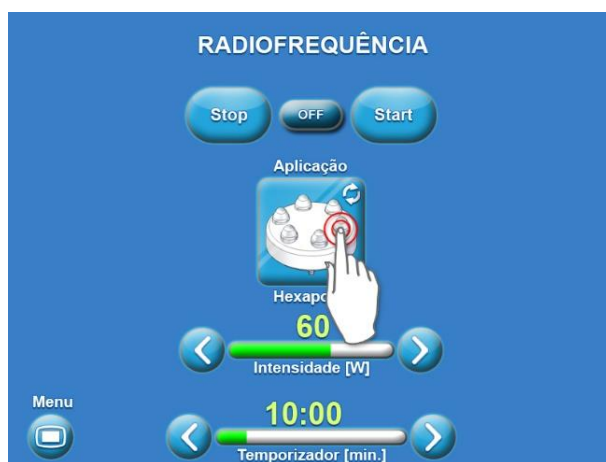 RADIOFREQUÊNCIA
Stop OFF Start
Aplicação
60
Intensidade [W]
Menu
10:00
Temporizador [min.]